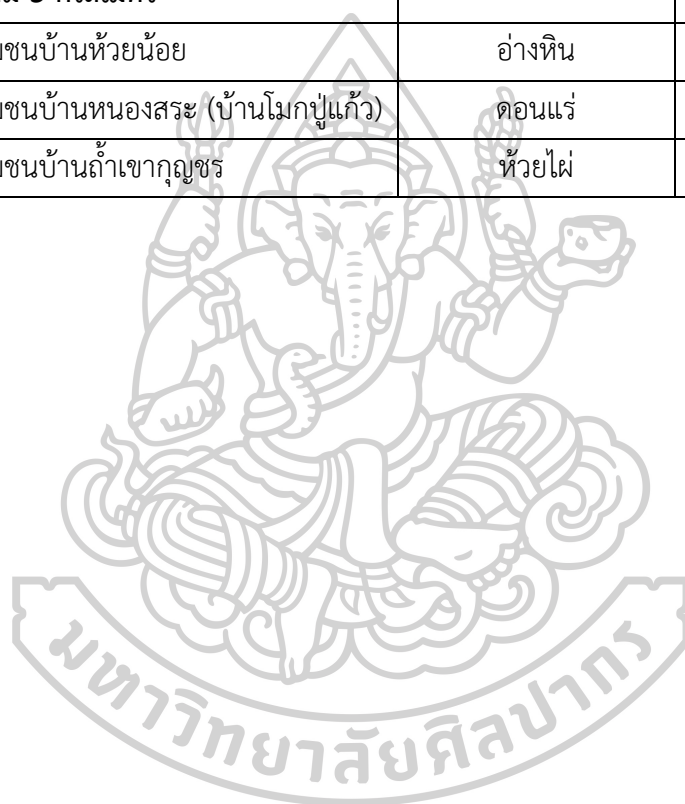 ชนบ้านห้วยน้อย อ่างหิน
ชนบ้านหนองสระ (บ้านโมกปู่แก้ว) ดอนแร่
ชนบ้านถ้ำเขากุญชร ห้วยไผ่
มหาวิทยาลัยศิลปากร